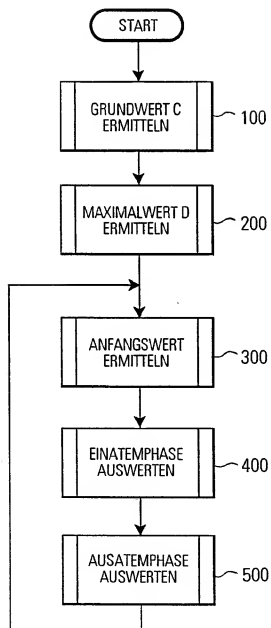 START
GRUNDWERT C
ERMITTELN
100
MAXIMALWERT D
ERMITTELN
200
ANFANGSWERT
ERMITTELN
300
EINATEMPHASE
AUSWERTEN
400
AUSATEMPHASE
AUSWERTEN
500